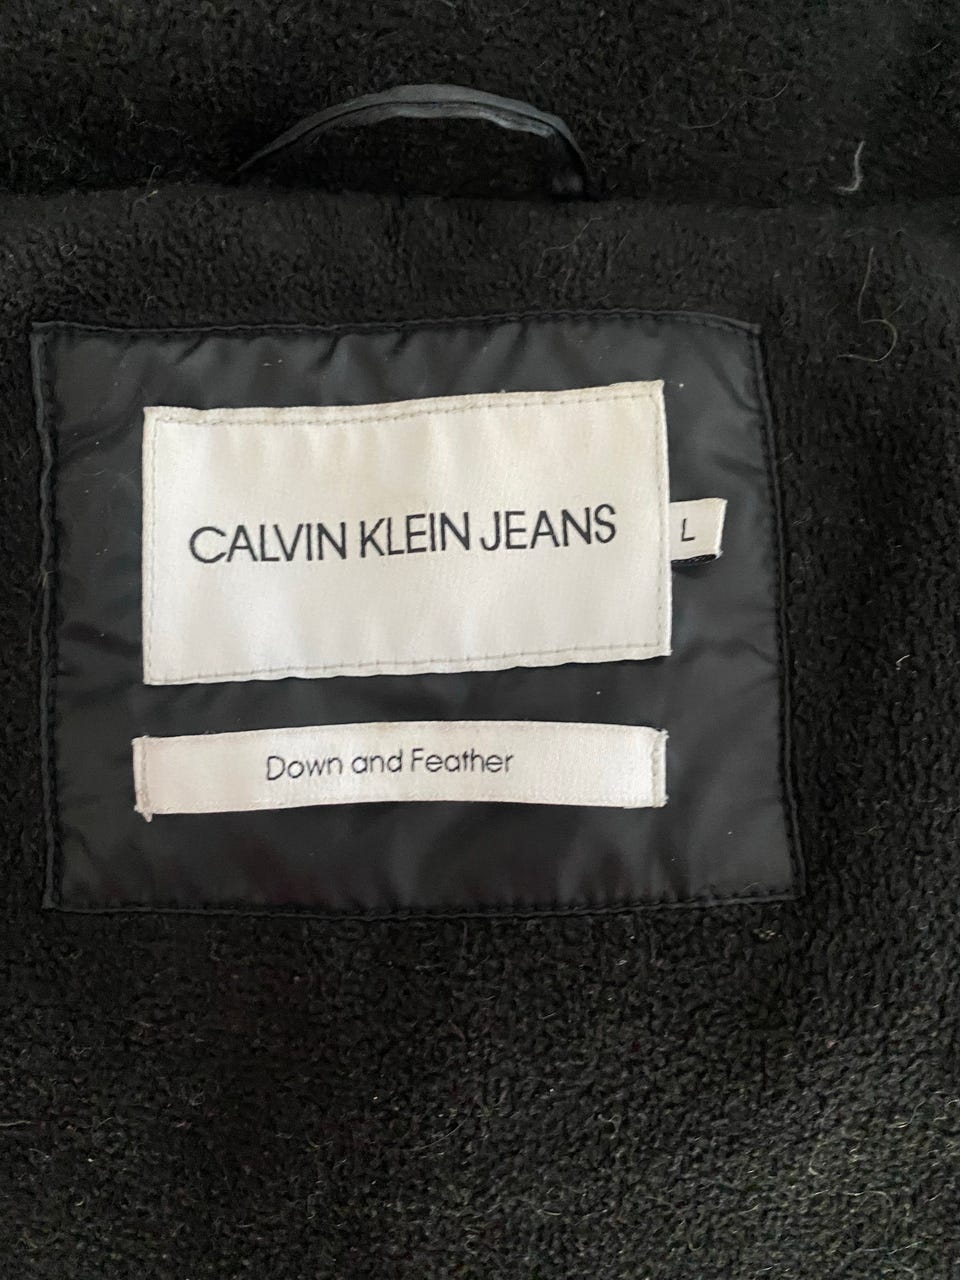 CALVIN KLEIN JEANS
L
Down and Feather